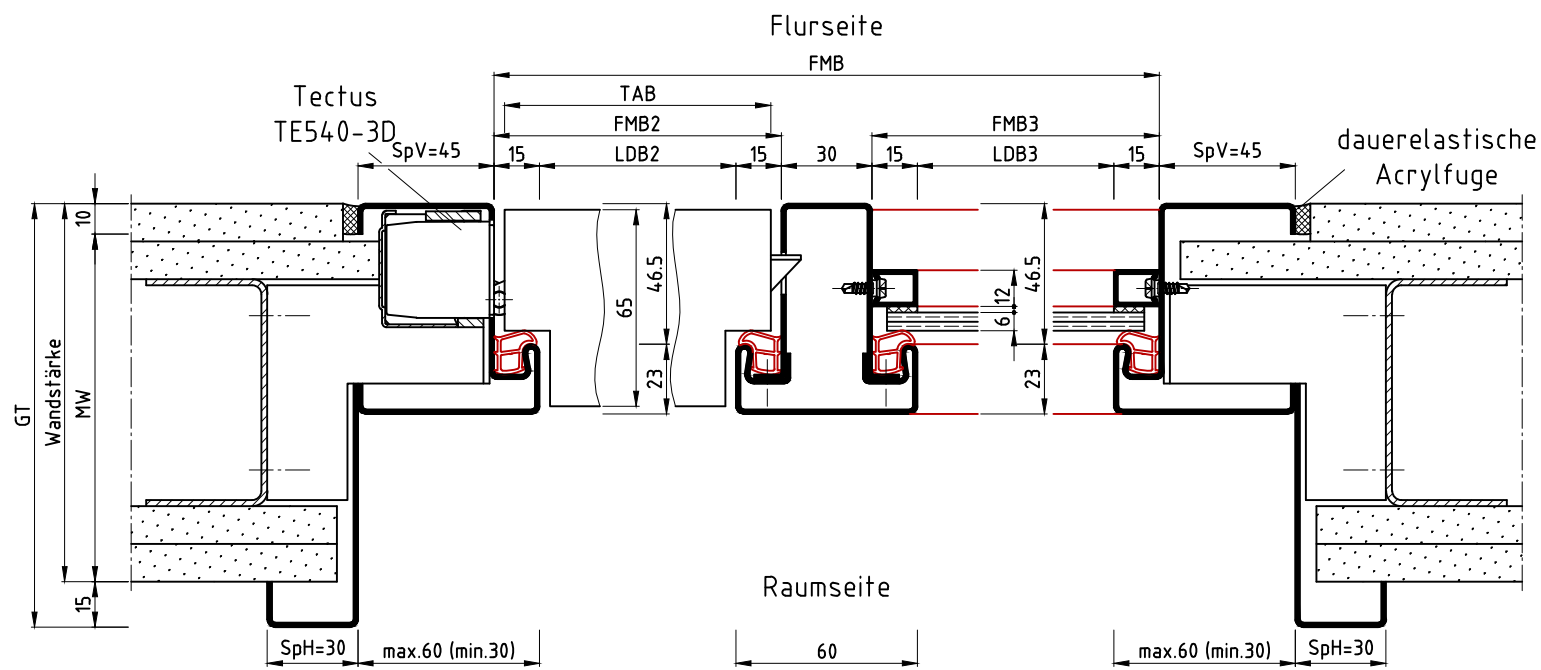 Flurseite
FMB
Tectus
TE540-3D
TAB
FMB2
FMB3
dauerelastische
Acrylfuge
SpV=45
15
LDB2
15
30
15
LDB3
15
SpV=45
10
46.5
65
46.5
12
6
23
23
GT
Wandstärke
MW
15
Raumseite
SpH=30
max.60 (min.30)
60
max.60 (min.30)
SpH=30